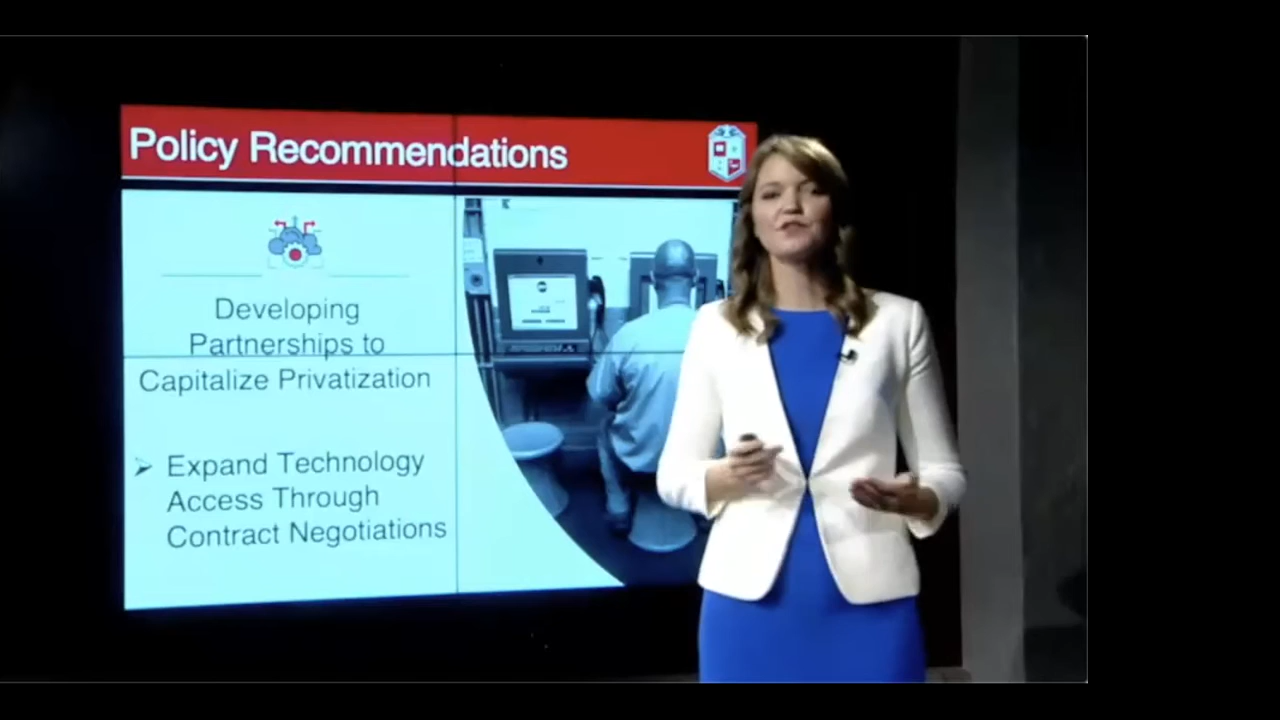 Policy Recommendations
Developing
Partnerships to
Capitalize Privatization
➢ Expand Technology
Access Through
Contract Negotiations